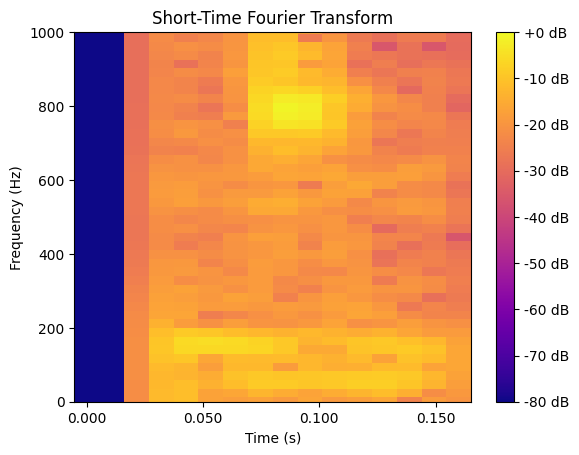 Short-Time Fourier Transform
1000
800
600
400
200
0
Frequency (Hz)
0.000
0.050
0.100
0.150
Time (s)
+0 dB
-10 dB
-20 dB
-30 dB
-40 dB
-50 dB
-60 dB
-70 dB
-80 dB